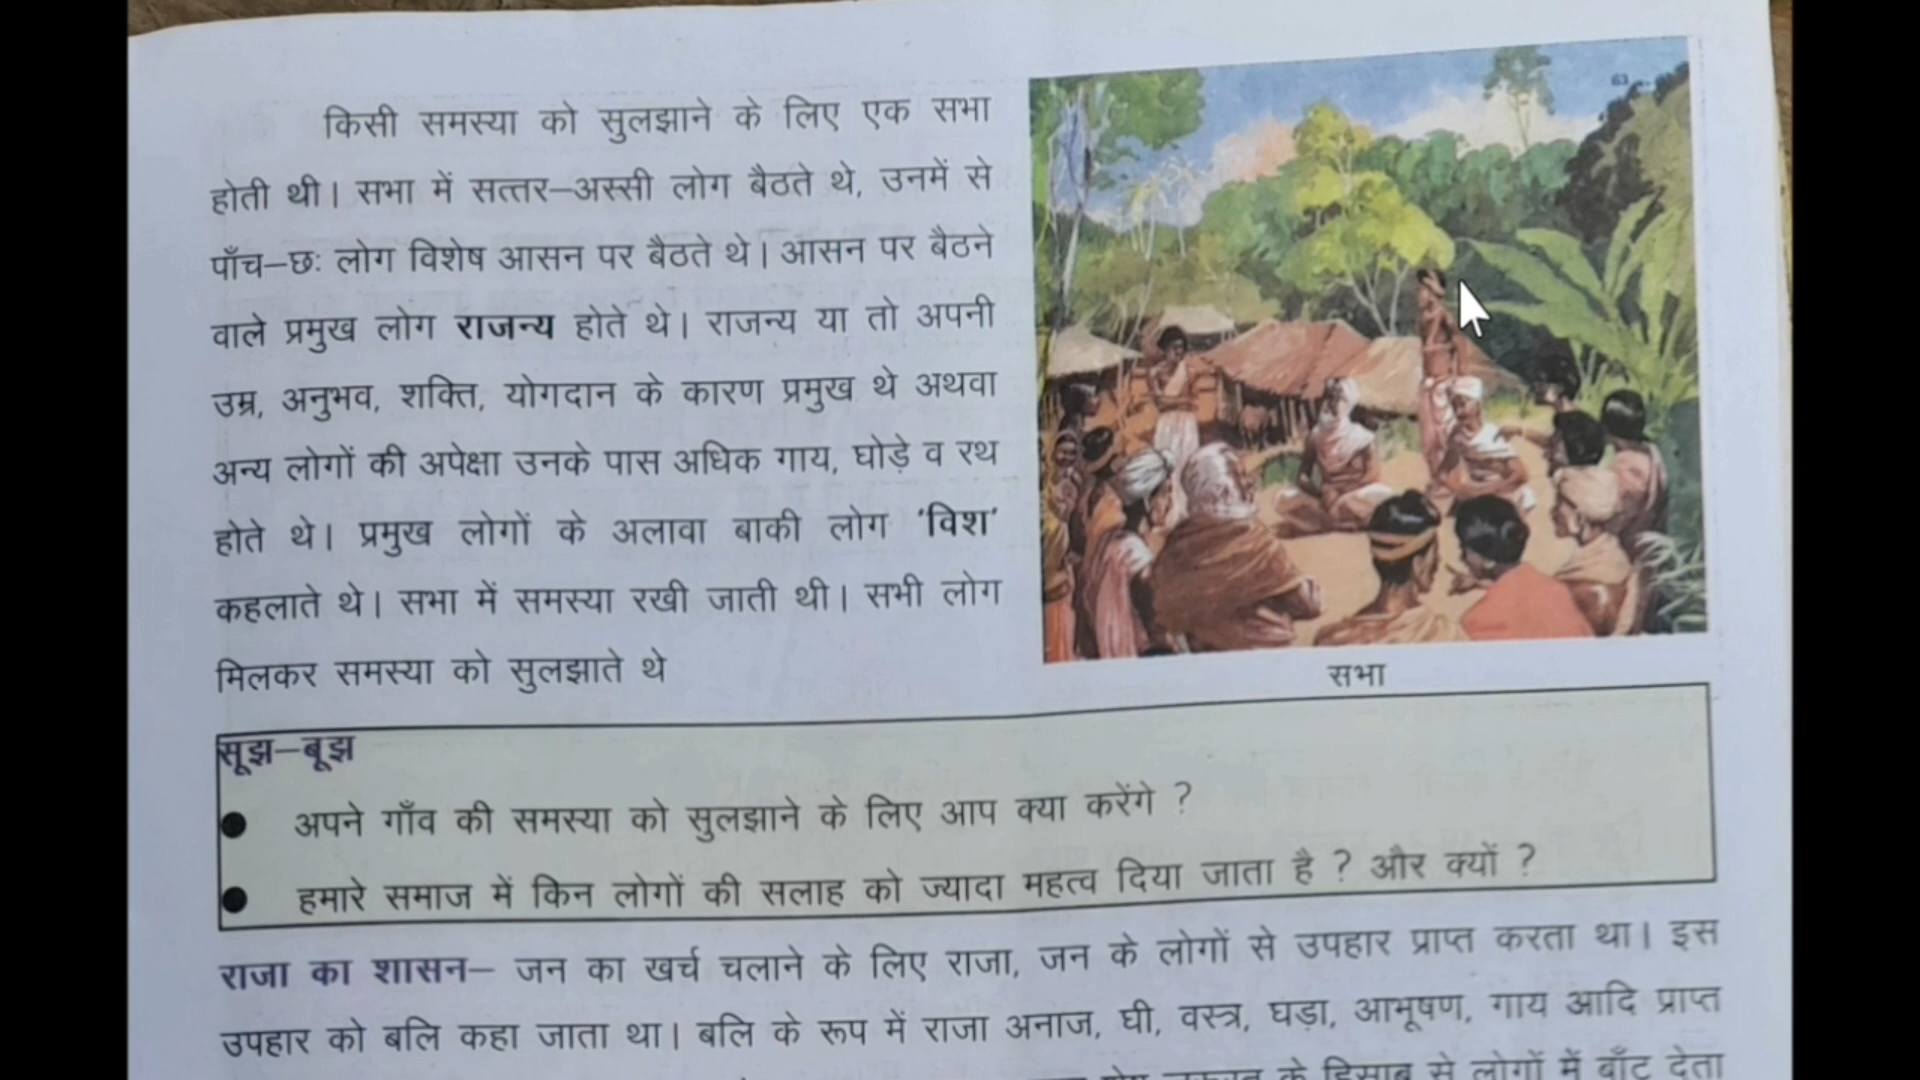 किसी समस्या को सुलझाने के लिए एक सभा
होती थी। सभा में सत्तर–अस्सी लोग बैठते थे, उनमें से
पाँच–छः लोग विशेष आसन पर बैठते थे। आसन पर बैठने
वाले प्रमुख लोग राजन्य होते थे। राजन्य या तो अपनी
उम्र, अनुभव, शक्ति, योगदान के कारण प्रमुख थे अथवा
अन्य लोगों की अपेक्षा उनके पास अधिक गाय, घोड़े व रथ
होते थे। प्रमुख लोगों के अलावा बाकी लोग ‘विश’
कहलाते थे। सभा में समस्या रखी जाती थी। सभी लोग
मिलकर समस्या को सुलझाते थे
63
सभा
सूझ–बूझ
● अपने गाँव की समस्या को सुलझाने के लिए आप क्या करेंगे ?
● हमारे समाज में किन लोगों की सलाह को ज्यादा महत्व दिया जाता है ? और क्यों ?
राजा का शासन– जन का खर्च चलाने के लिए राजा, जन के लोगों से उपहार प्राप्त करता था। इस
उपहार को बलि कहा जाता था। बलि के रूप में राजा अनाज, घी, वस्त्र, घड़ा, आभूषण, गाय आदि प्राप्त
के हिसाब से लोगों में बाँट देता